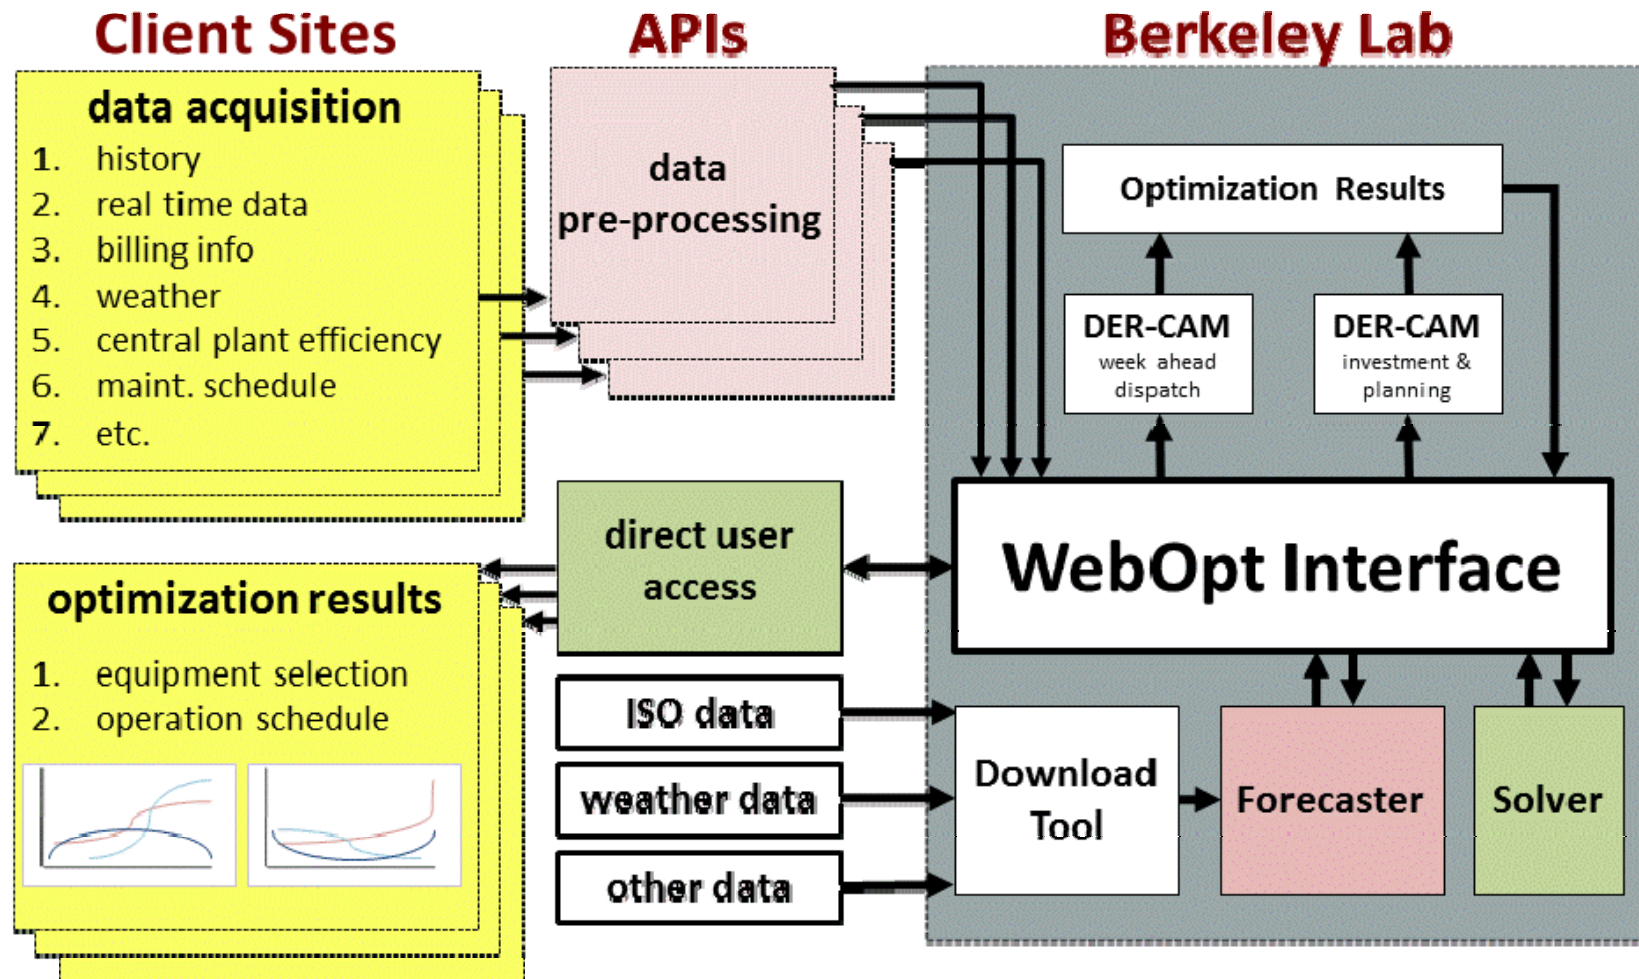 Client Sites
APIs
Berkeley Lab
data acquisition
1. history
2. real time data
3. billing info
4. weather
5. central plant efficiency
6. maint. schedule
7. etc.
data
pre-processing
Optimization Results
DER-CAM
week ahead
dispatch
DER-CAM
investment &
planning
direct user
access
WebOpt Interface
optimization results
1. equipment selection
2. operation schedule
ISO data
weather data
other data
Download
Tool
Forecaster
Solver